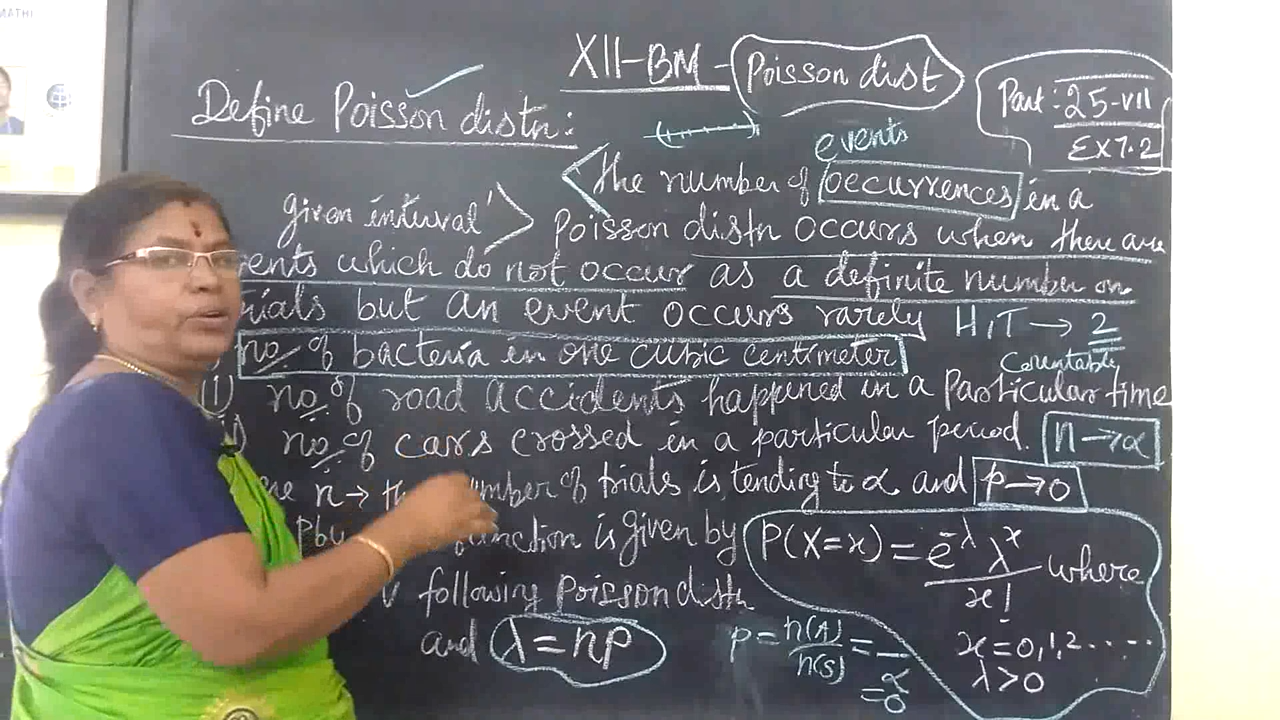 MATHI
XII-BM - Poisson dist
Part: 25-VII
EX 7.2
Define Poisson distn:
events
the number of occurrences in a
given interval' Poisson distn occurs when there are
ents which do not occur as a definite number on
ials but an event occurs rarely H,T → 2
Countable
no. of bacteria in one cubic centimeter
(i) no. of road accidents happened in a particular time
no. of cars crossed in a particular period. n→α
n → number of trials is tending to α and p→0
function is given by P(X=x) = e^-λ λ^x / x! where
following Poisson distn
x = 0,1,2.....
λ>0
and λ = np
p = n(A)/n(S) = —/α = 0